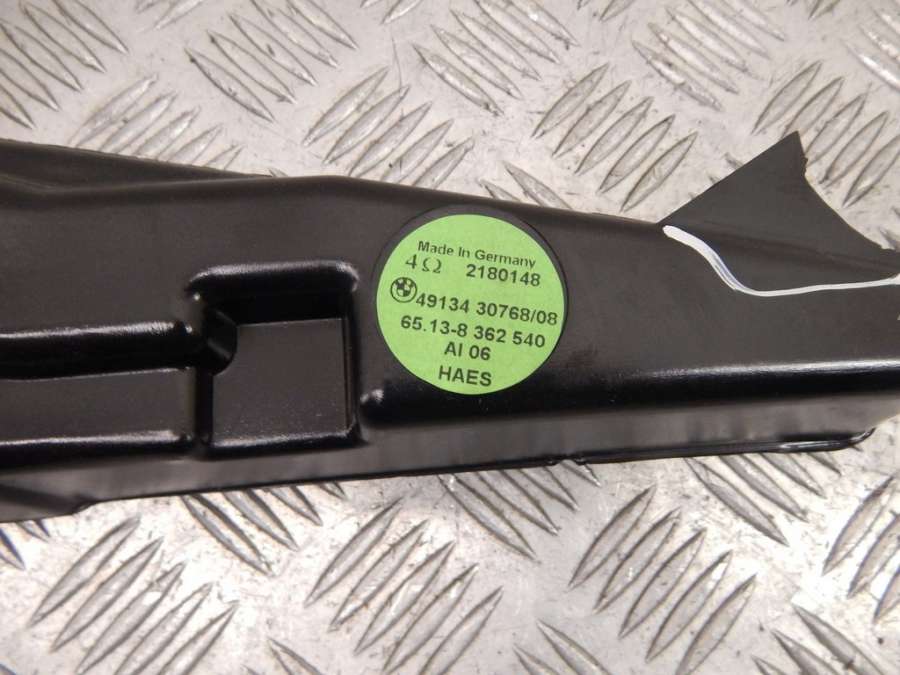 Made In Germany
4Ω 2180148
49134 30768/08
65.13-8 362 540
AI 06
HAES